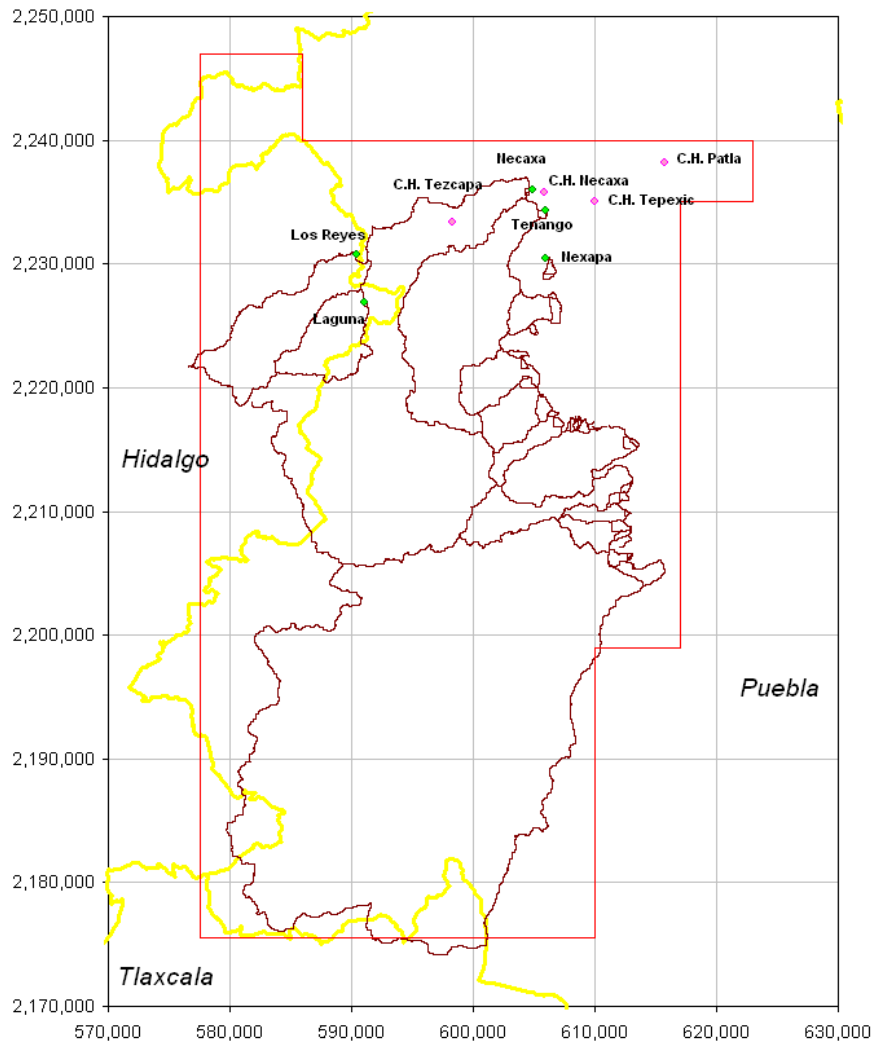 2,250,000
2,240,000
Necaxa
C.H. Patla
C.H. Tezcapa
C.H. Necaxa
C.H. Tepexic
Tenango
Los Reyes
2,230,000
Nexapa
Laguna
2,220,000
Hidalgo
2,210,000
2,200,000
Puebla
2,190,000
2,180,000
Tlaxcala
2,170,000
570,000 580,000 590,000 600,000 610,000 620,000 630,000